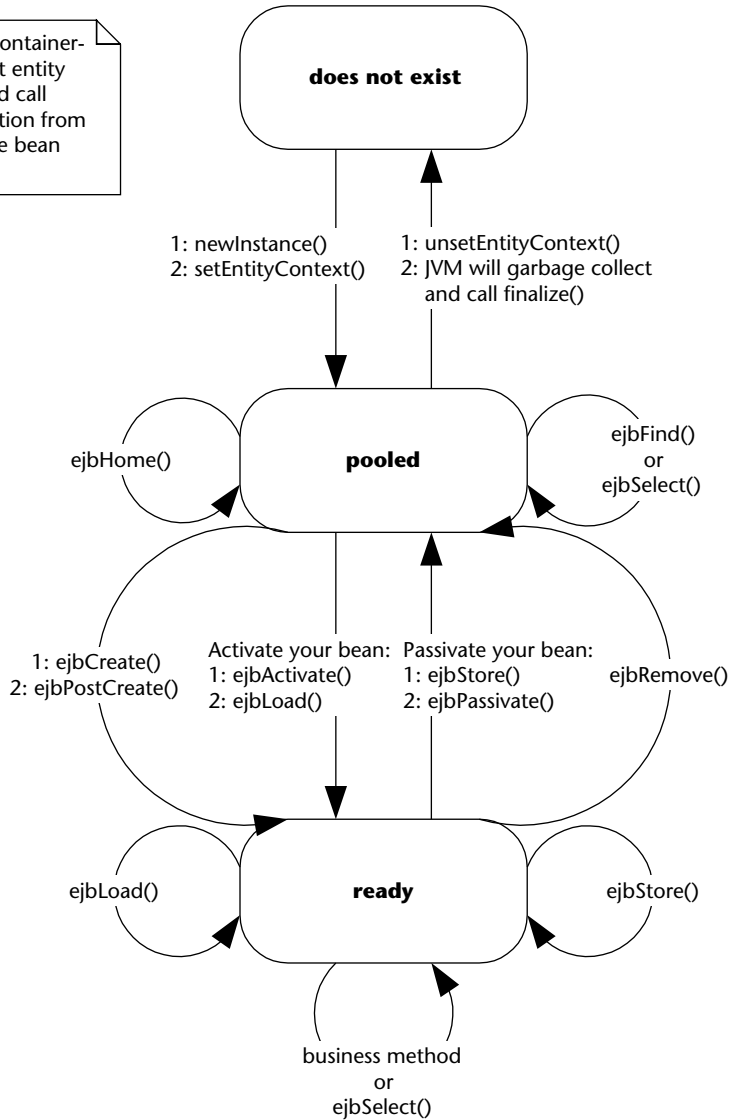 ontainer-
t entity
d call
tion from
e bean
does not exist
1: newInstance()
2: setEntityContext()
1: unsetEntityContext()
2: JVM will garbage collect
and call finalize()
ejbHome()
pooled
ejbFind()
or
ejbSelect()
1: ejbCreate()
2: ejbPostCreate()
Activate your bean:
1: ejbActivate()
2: ejbLoad()
Passivate your bean:
1: ejbStore()
2: ejbPassivate()
ejbRemove()
ejbLoad()
ready
ejbStore()
business method
or
ejbSelect()